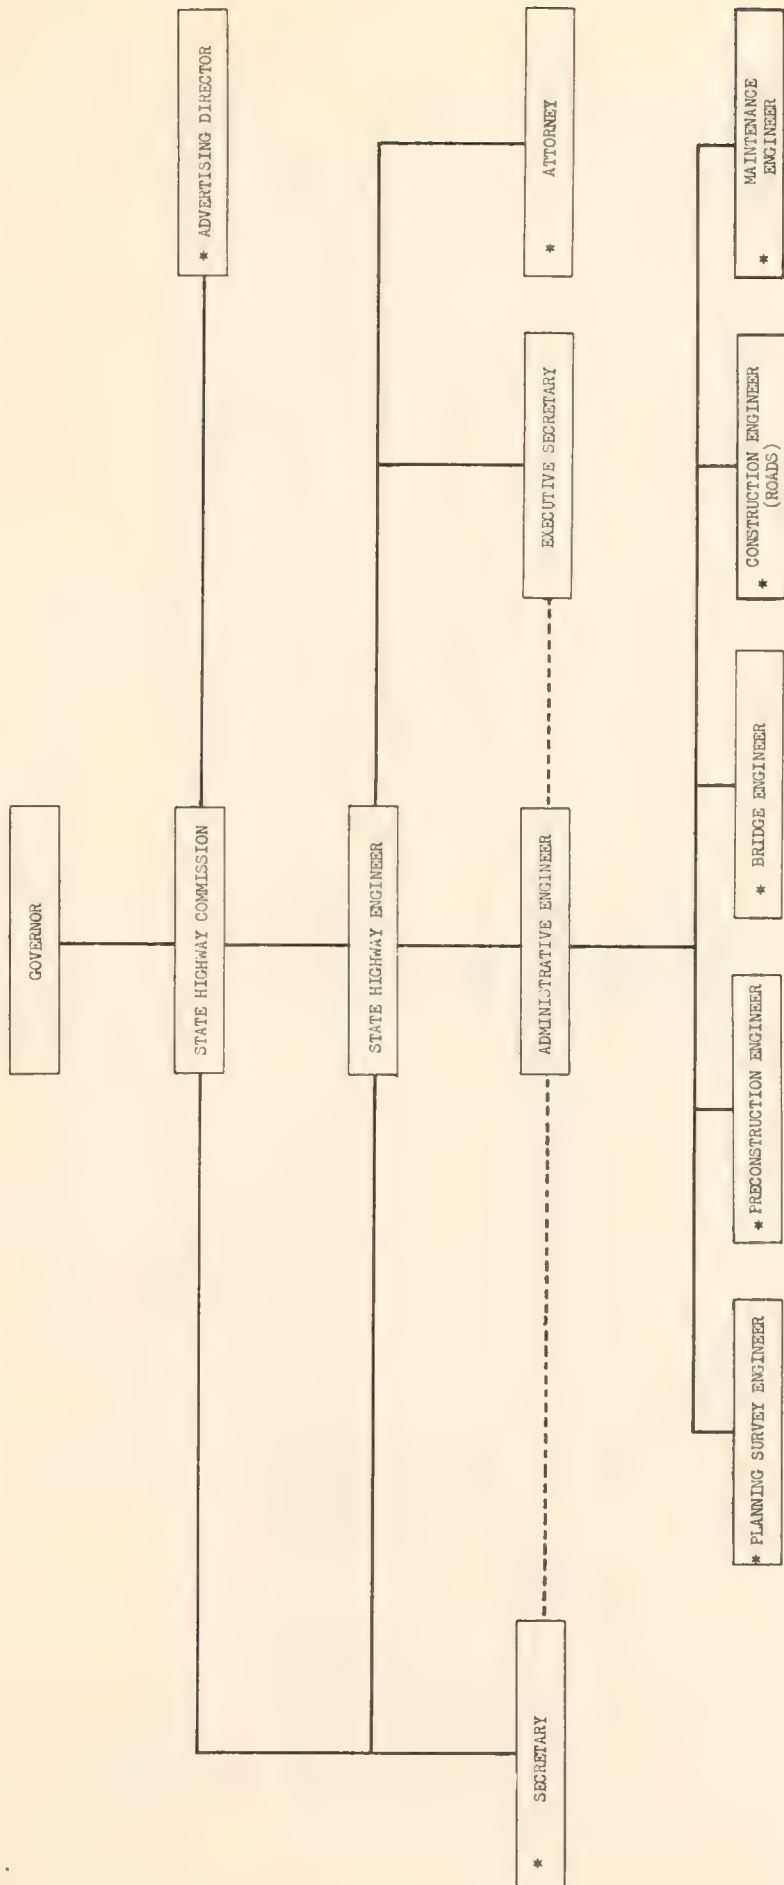 GOVERNOR
STATE HIGHWAY COMMISSION
* ADVERTISING DIRECTOR
STATE HIGHWAY ENGINEER
* SECRETARY
ADMINISTRATIVE ENGINEER
EXECUTIVE SECRETARY
* ATTORNEY
* PLANNING SURVEY ENGINEER
* PRECONSTRUCTION ENGINEER
* BRIDGE ENGINEER
* CONSTRUCTION ENGINEER
(ROADS)
* MAINTENANCE
ENGINEER